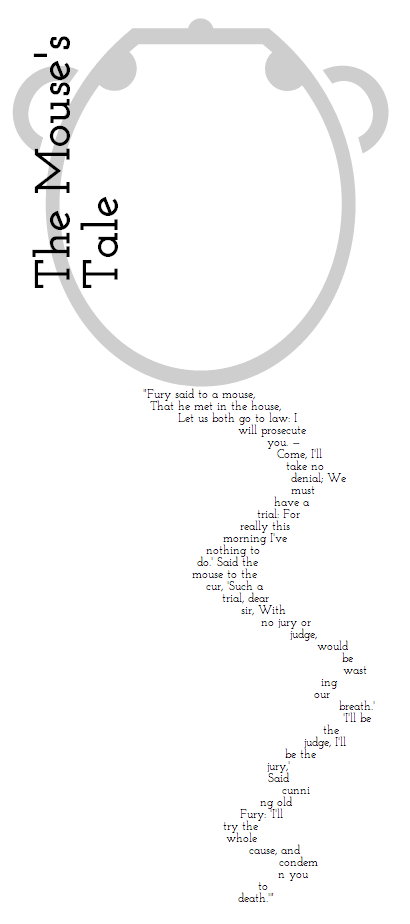 The Mouse's
Tale
"Fury said to a mouse,
That he met in the house,
Let us both go to law: I
will prosecute
you. —
Come, I'll
take no
denial; We
must
have a
trial: For
really this
morning I've
nothing to
do.' Said the
mouse to the
cur, 'Such a
trial, dear
sir, With
no jury or
judge,
would
be
wast
ing
our
breath.'
'I'll be
the
judge, I'll
be the
jury,'
Said
cunni
ng old
Fury: 'I'll
try the
whole
cause, and
condem
n you
to
death.'"